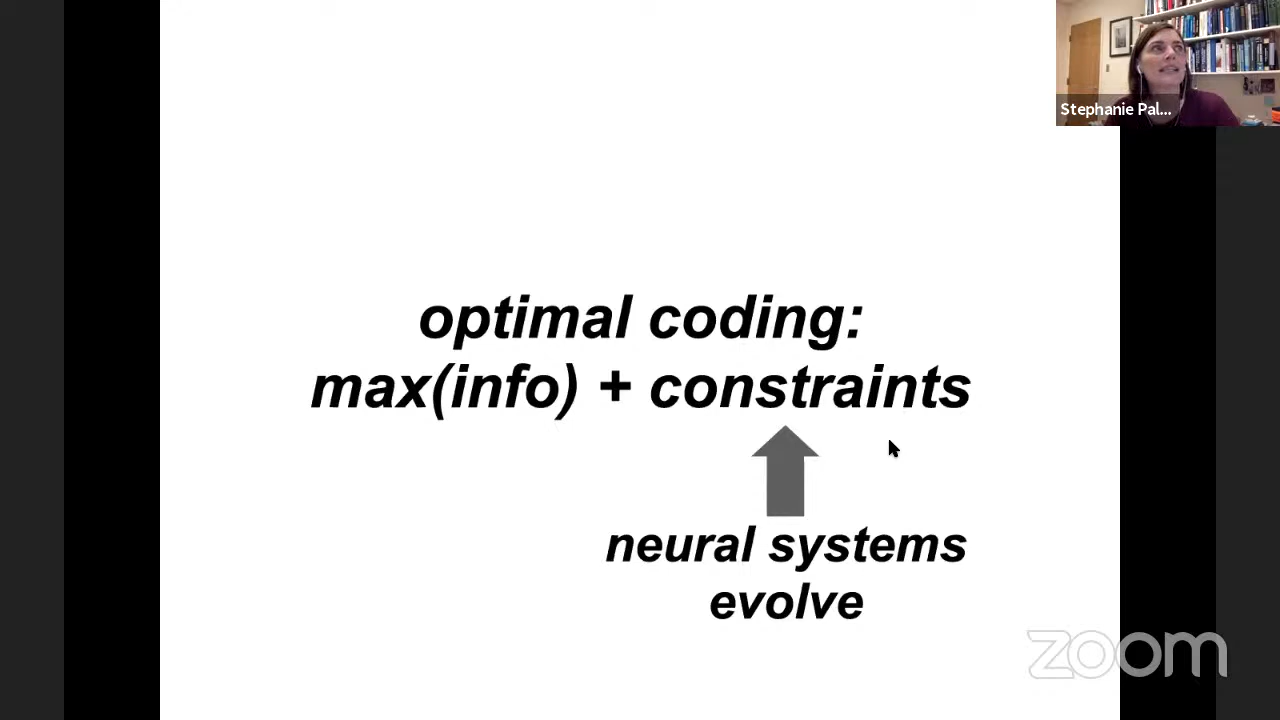 Stephanie Pal...
optimal coding:
max(info) + constraints
neural systems
evolve
zoom